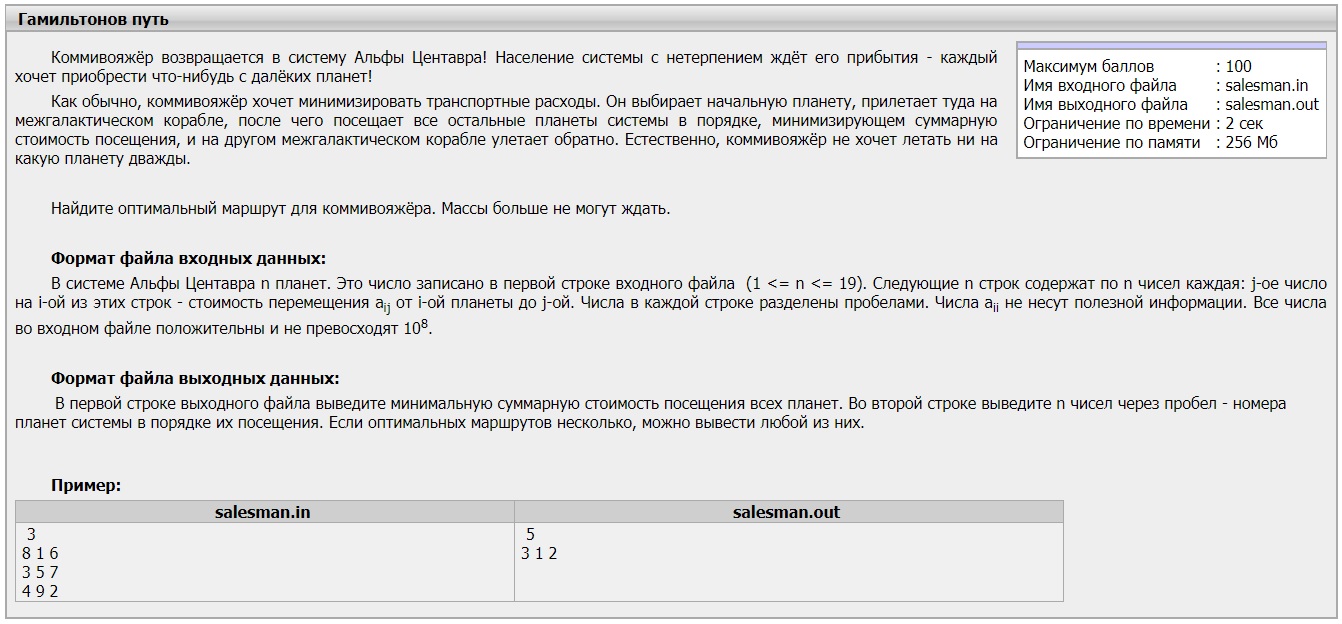 Гамильтонов путь
Коммивояжёр возвращается в систему Альфы Центавра! Население системы с нетерпением ждёт его прибытия - каждый
хочет приобрести что-нибудь с далёких планет!
Как обычно, коммивояжёр хочет минимизировать транспортные расходы. Он выбирает начальную планету, прилетает туда на
межгалактическом корабле, после чего посещает все остальные планеты системы в порядке, минимизирующем суммарную
стоимость посещения, и на другом межгалактическом корабле улетает обратно. Естественно, коммивояжёр не хочет летать ни на
какую планету дважды.
Максимум баллов : 100
Имя входного файла : salesman.in
Имя выходного файла : salesman.out
Ограничение по времени : 2 сек
Ограничение по памяти : 256 Мб
Найдите оптимальный маршрут для коммивояжёра. Массы больше не могут ждать.
Формат файла входных данных:
В системе Альфы Центавра n планет. Это число записано в первой строке входного файла (1 <= n <= 19). Следующие n строк содержат по n чисел каждая: j-ое число
на i-ой из этих строк - стоимость перемещения aij от i-ой планеты до j-ой. Числа в каждой строке разделены пробелами. Числа aii не несут полезной информации. Все числа
во входном файле положительны и не превосходят 10⁸.
Формат файла выходных данных:
В первой строке выходного файла выведите минимальную суммарную стоимость посещения всех планет. Во второй строке выведите n чисел через пробел - номера
планет системы в порядке их посещения. Если оптимальных маршрутов несколько, можно вывести любой из них.
Пример:
salesman.in salesman.out
3
8 1 6
3 5 7
4 9 2
5
3 1 2